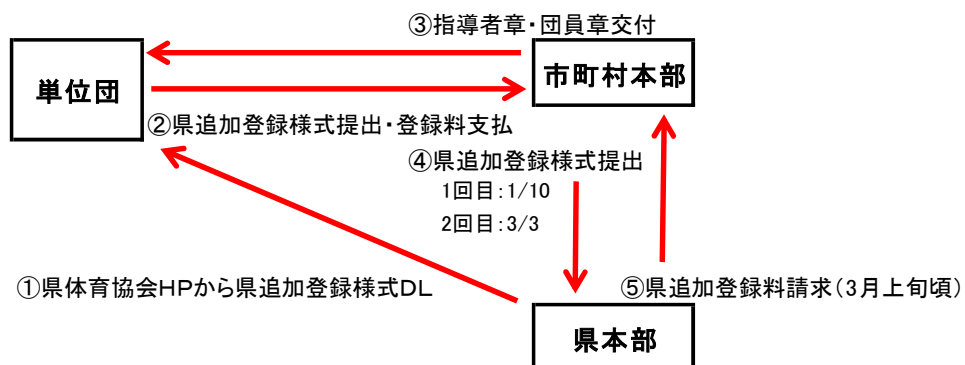 ③指導者章・団員章交付
単位団
市町村本部
②県追加登録様式提出・登録料支払
④県追加登録様式提出
1回目:1/10
2回目:3/3
①県体育協会HPから県追加登録様式DL
⑤県追加登録料請求(3月上旬頃)
県本部